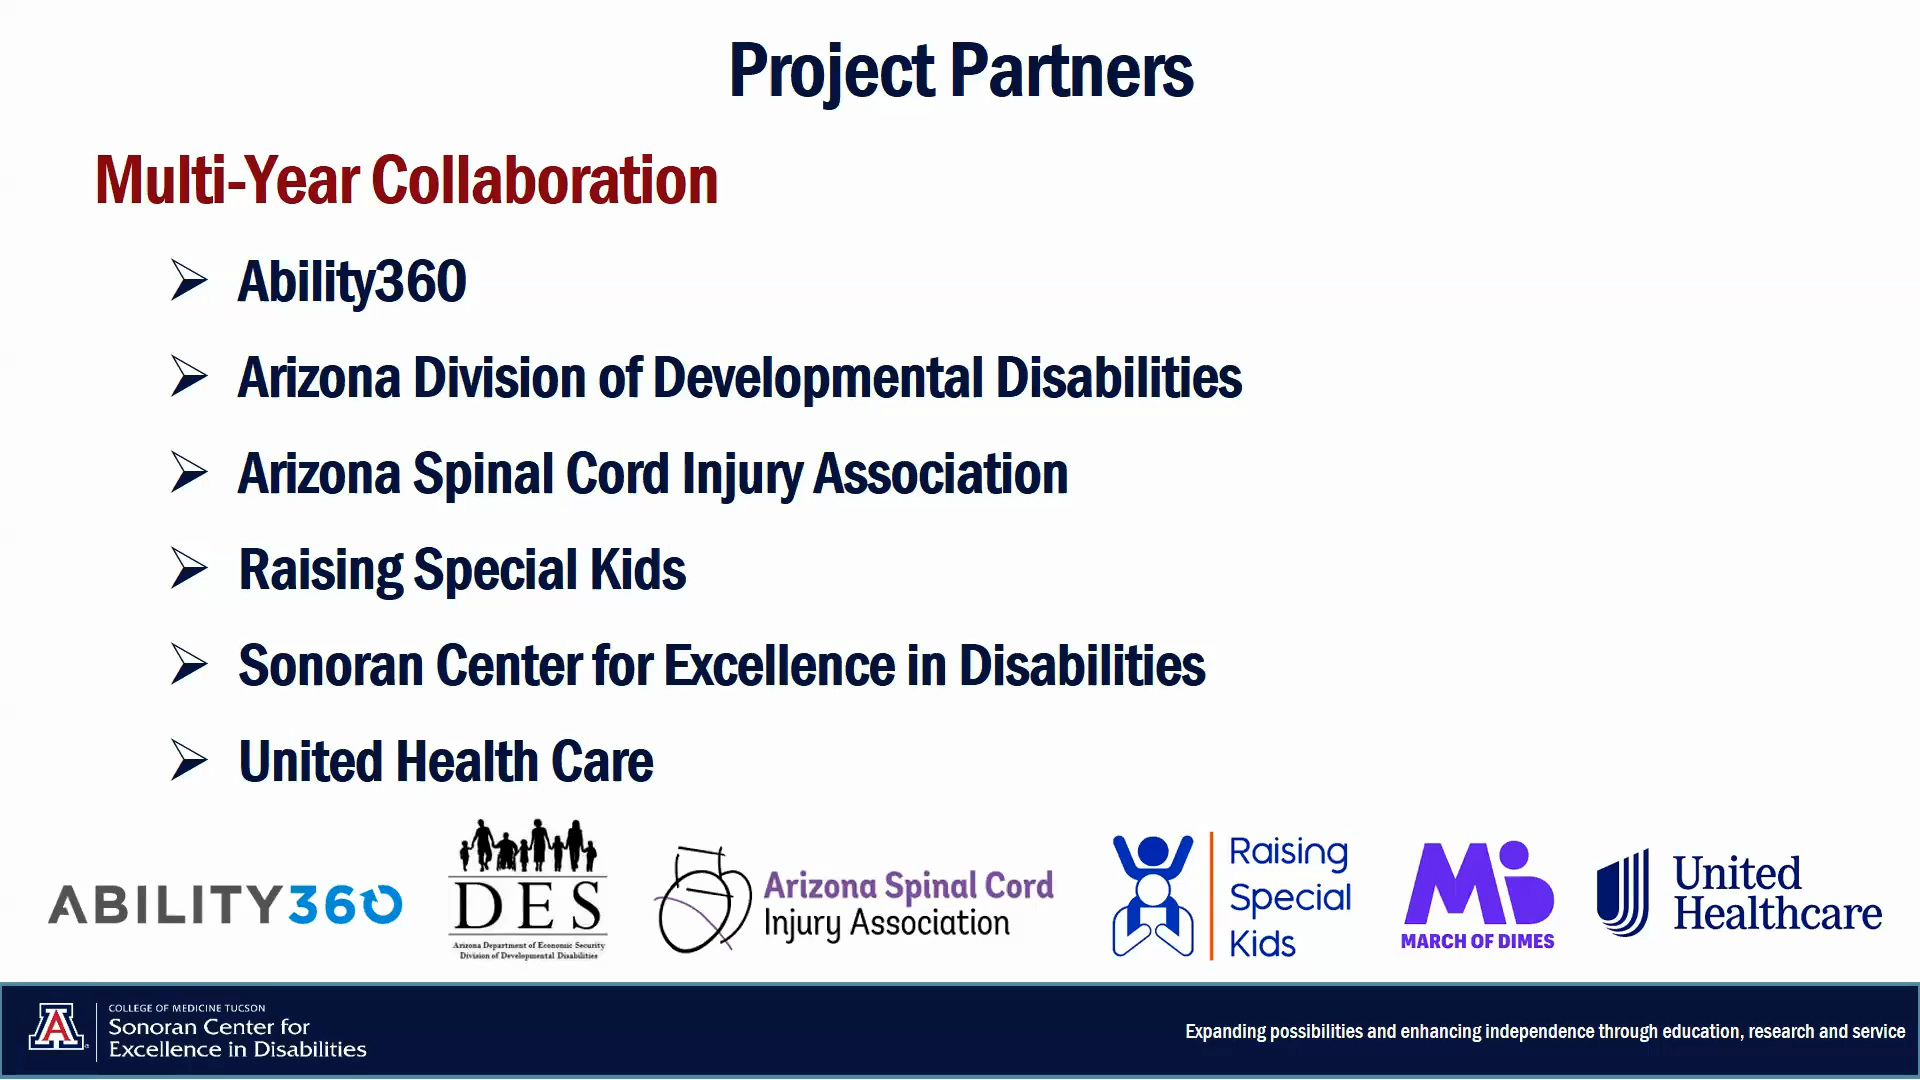 Project Partners
Multi-Year Collaboration
Ability360
Arizona Division of Developmental Disabilities
Arizona Spinal Cord Injury Association
Raising Special Kids
Sonoran Center for Excellence in Disabilities
United Health Care
ABILITY360
DES
Arizona Department of Economic Security
Division of Developmental Disabilities
Arizona Spinal Cord
Injury Association
Raising
Special
Kids
MARCH OF DIMES
United
Healthcare
A
COLLEGE OF MEDICINE TUCSON
Sonoran Center for
Excellence in Disabilities
Expanding possibilities and enhancing independence through education, research and service